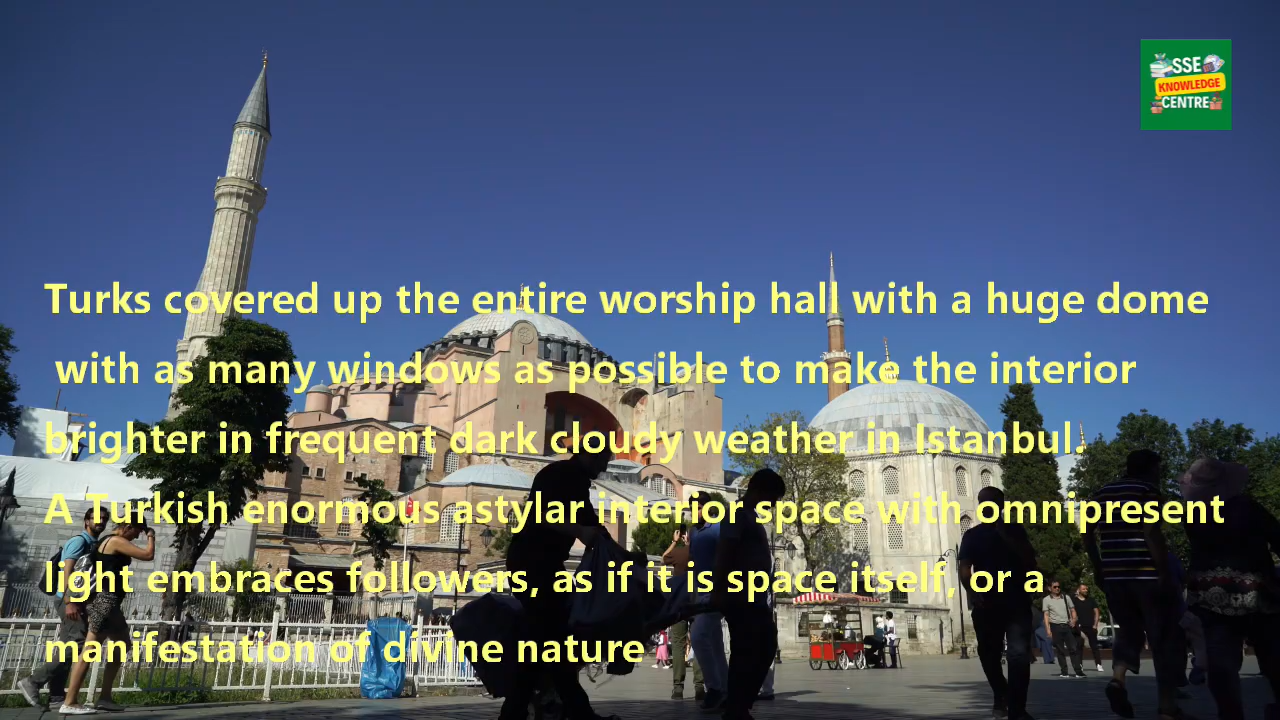 SSE
KNOWLEDGE
CENTRE
Turks covered up the entire worship hall with a huge dome
with as many windows as possible to make the interior
brighter in frequent dark cloudy weather in Istanbul.
A Turkish enormous astylar interior space with omnipresent
light embraces followers, as if it is space itself, or a
manifestation of divine nature